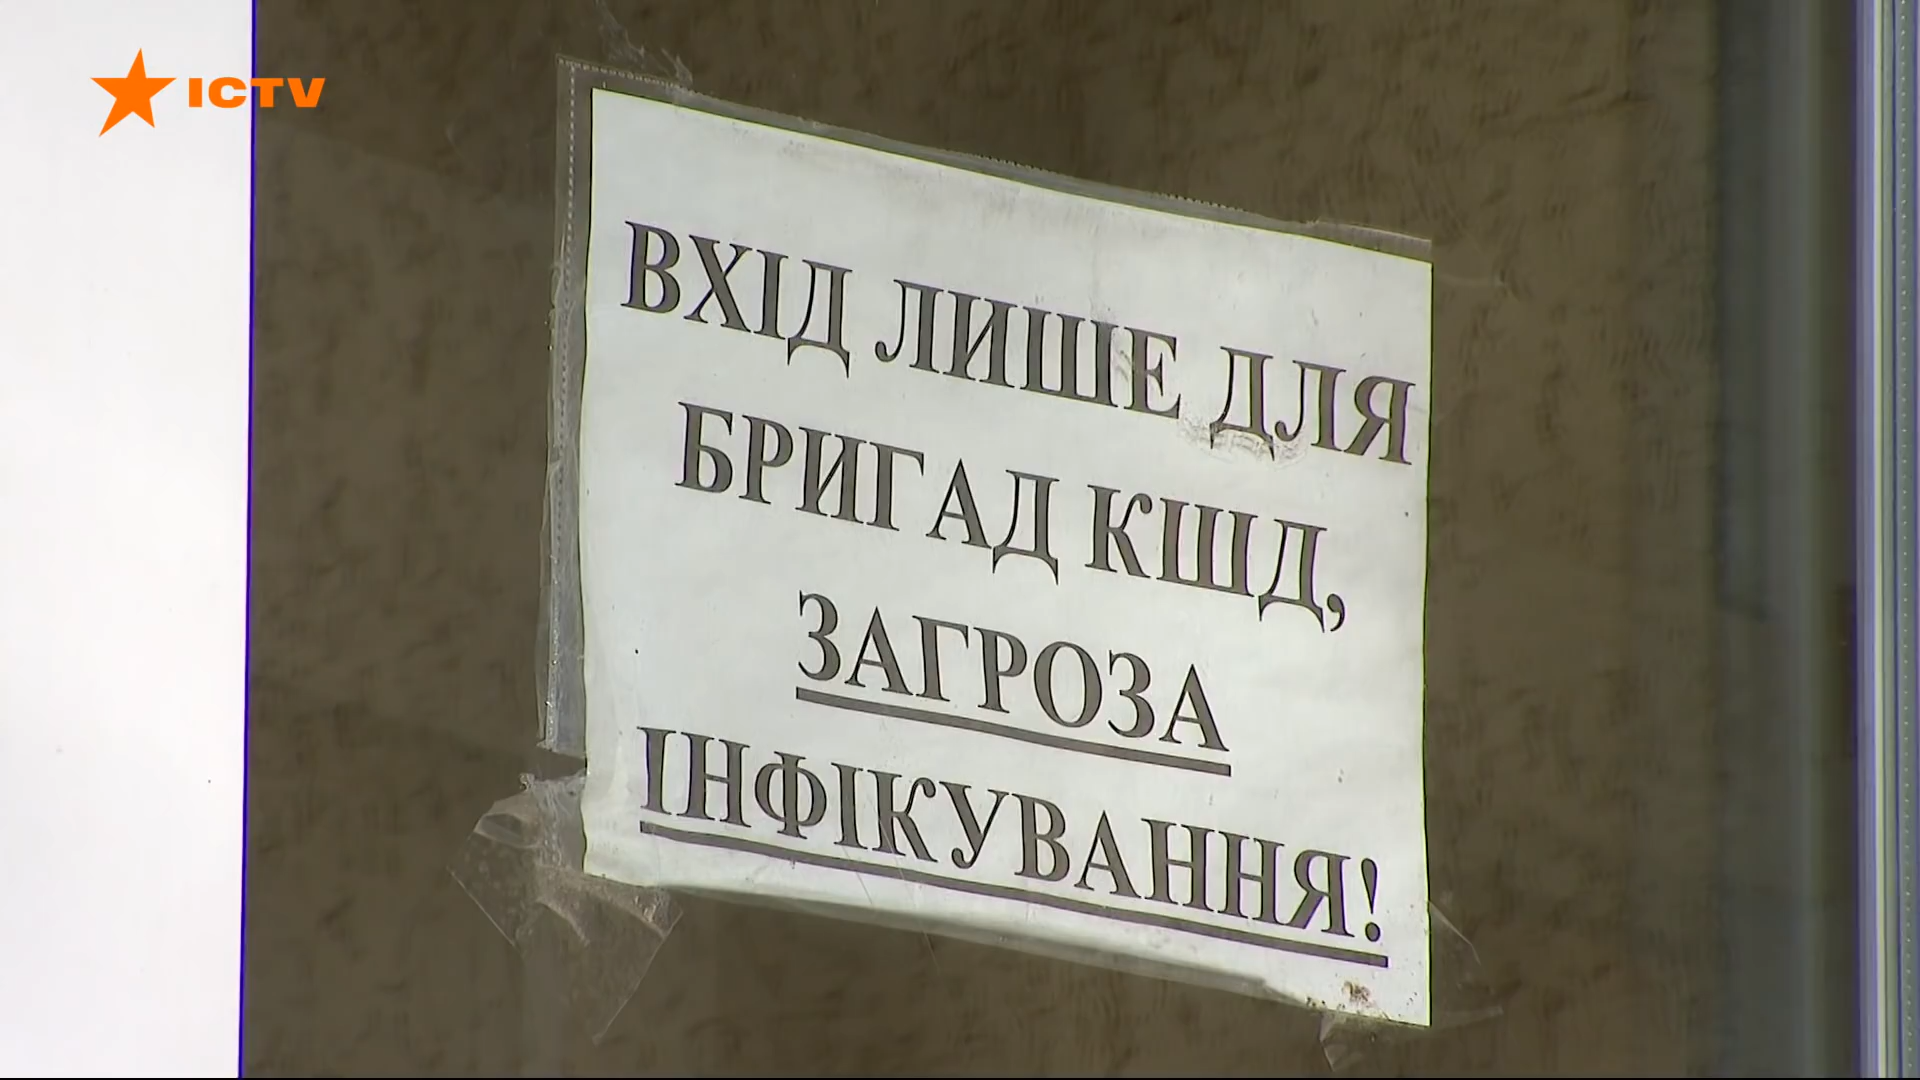 ICTV
ВХІД ЛИШЕ ДЛЯ
БРИГАД КШД,
ЗАГРОЗА
ІНФІКУВАННЯ!